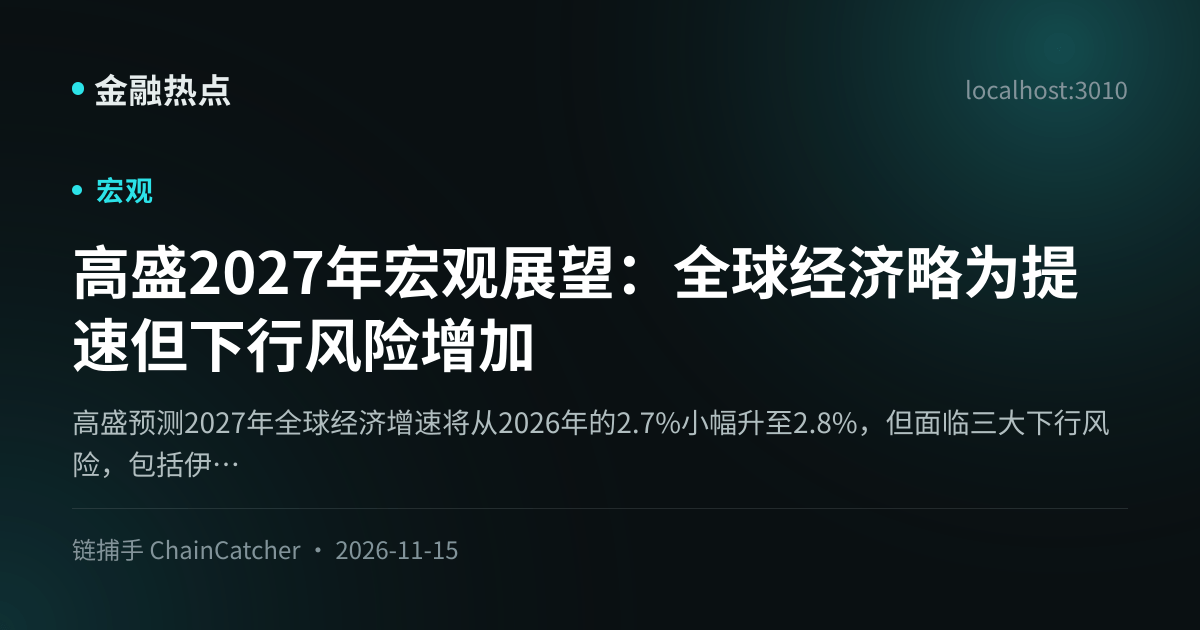 金融热点
localhost:3010
宏观
高盛2027年宏观展望：全球经济略为提
速但下行风险增加
高盛预测2027年全球经济增速将从2026年的2.7%小幅升至2.8%，但面临三大下行风
险，包括伊…
链捕手 ChainCatcher · 2026-11-15